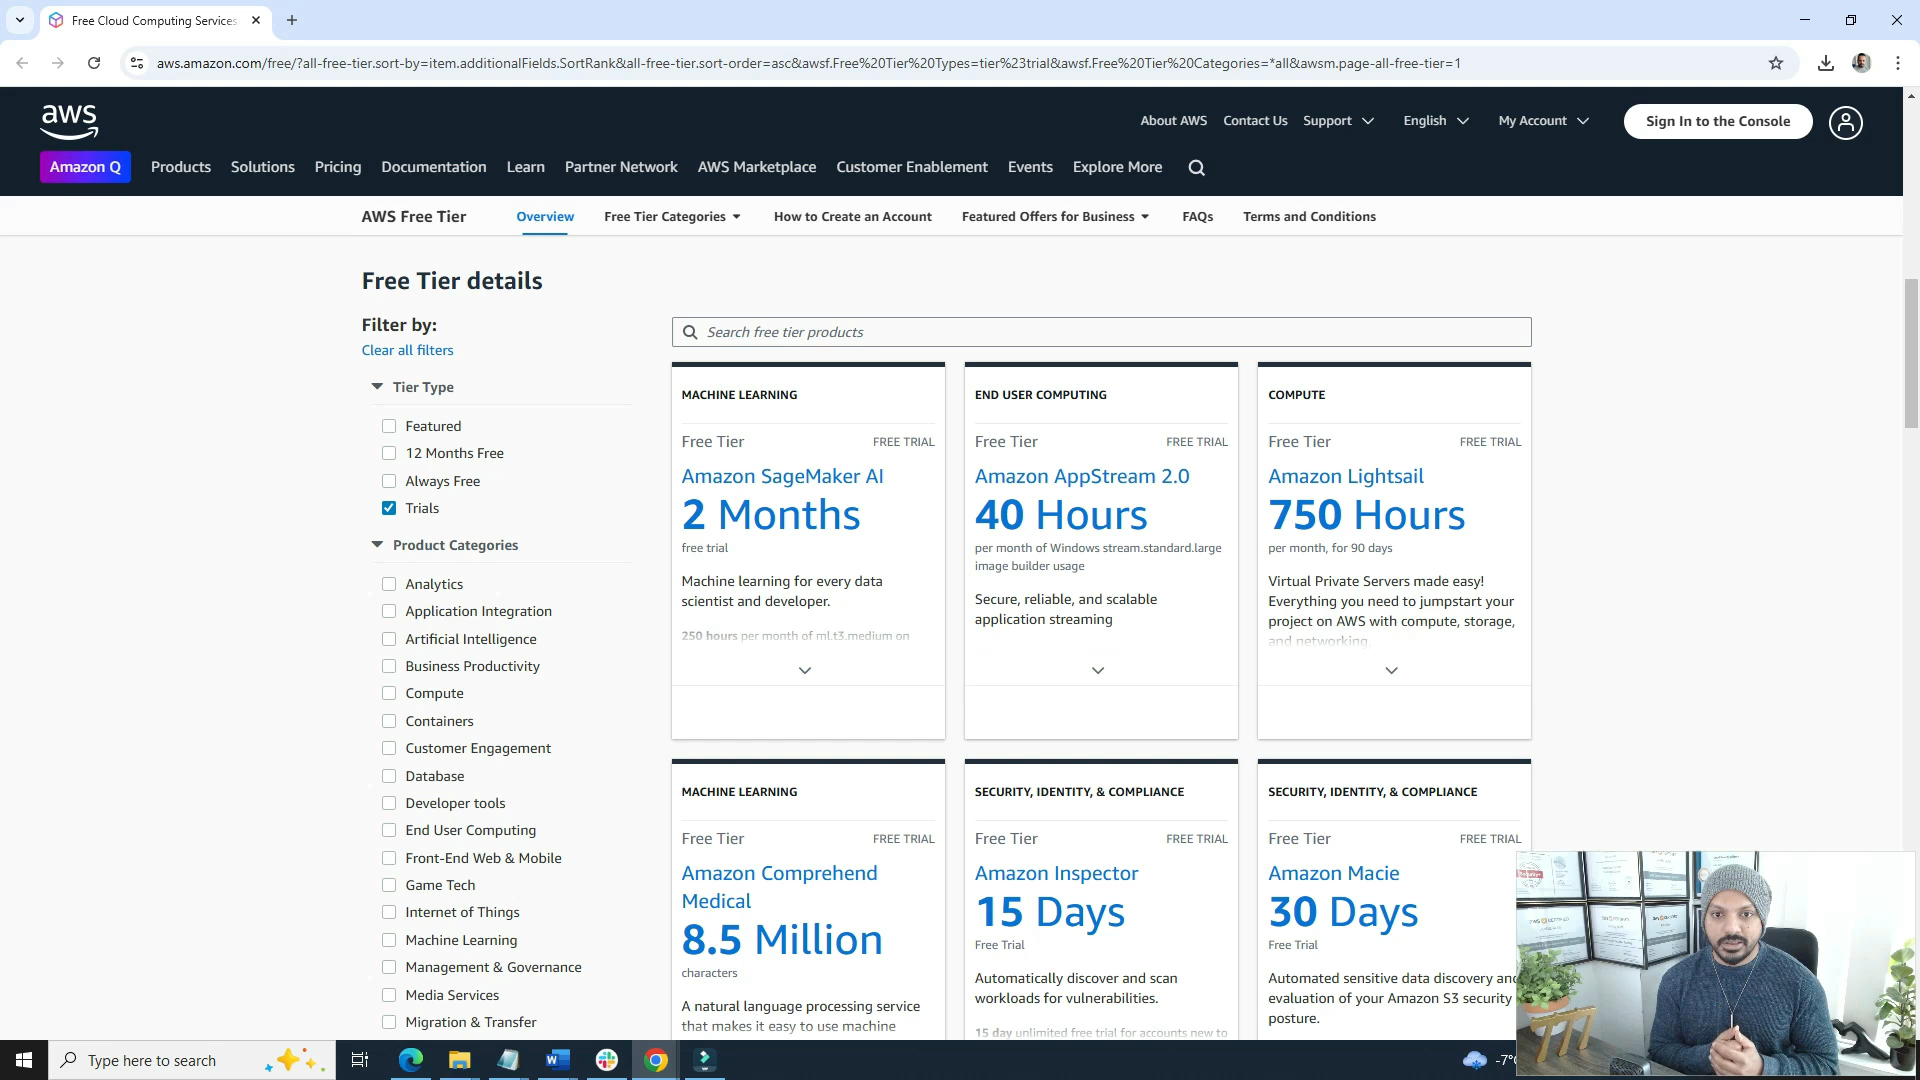 Free Cloud Computing Services
aws.amazon.com/free/?all-free-tier.sort-by=item.additionalFields.SortRank&all-free-tier.sort-order=asc&awsf.Free%20Tier%20Types=tier%23trial&awsf.Free%20Tier%20Categories=*all&awsm.page-all-free-tier=1
aws
About AWS Contact Us Support English My Account Sign In to the Console
Amazon Q Products Solutions Pricing Documentation Learn Partner Network AWS Marketplace Customer Enablement Events Explore More
AWS Free Tier Overview Free Tier Categories How to Create an Account Featured Offers for Business FAQs Terms and Conditions
Free Tier details
Filter by:
Clear all filters
Tier Type
Featured
12 Months Free
Always Free
Trials
Product Categories
Analytics
Application Integration
Artificial Intelligence
Business Productivity
Compute
Containers
Customer Engagement
Database
Developer tools
End User Computing
Front-End Web & Mobile
Game Tech
Internet of Things
Machine Learning
Management & Governance
Media Services
Migration & Transfer
Search free tier products
MACHINE LEARNING
Free Tier FREE TRIAL
Amazon SageMaker AI
2 Months
free trial
Machine learning for every data
scientist and developer.
250 hours per month of ml.t3.medium on
END USER COMPUTING
Free Tier FREE TRIAL
Amazon AppStream 2.0
40 Hours
per month of Windows stream.standard.large
image builder usage
Secure, reliable, and scalable
application streaming
COMPUTE
Free Tier FREE TRIAL
Amazon Lightsail
750 Hours
per month, for 90 days
Virtual Private Servers made easy!
Everything you need to jumpstart your
project on AWS with compute, storage,
and networking.
MACHINE LEARNING
Free Tier FREE TRIAL
Amazon Comprehend
Medical
8.5 Million
characters
A natural language processing service
that makes it easy to use machine
SECURITY, IDENTITY, & COMPLIANCE
Free Tier FREE TRIAL
Amazon Inspector
15 Days
Free Trial
Automatically discover and scan
workloads for vulnerabilities.
15 day unlimited free trial for accounts new to
SECURITY, IDENTITY, & COMPLIANCE
Free Tier FREE TRIAL
Amazon Macie
30 Days
Free Trial
Automated sensitive data discovery and
evaluation of your Amazon S3 security
posture.
Type here to search
-7°